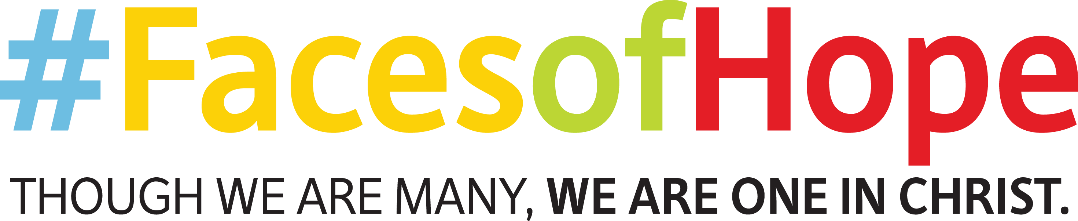 #FacesofHope
THOUGH WE ARE MANY, WE ARE ONE IN CHRIST.